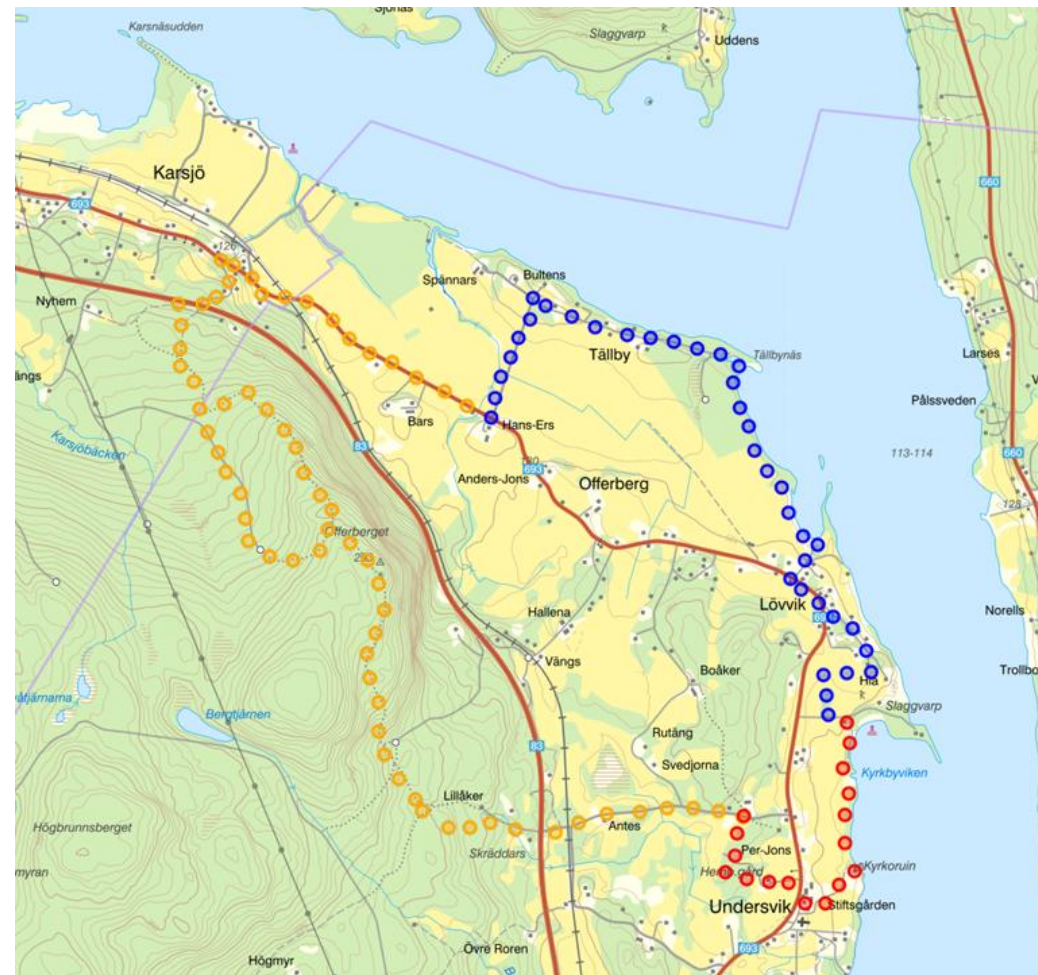 Sjönäs
Karsnäsudden
Slaggvarp
Uddens
Karsjö
660
693
126
Bultens
Spännars
Nyhem
Tällby
Tällbynäs
Larses
Pålssveden
Bars
Hans-Ers
Karsjöbäcken
83
693
113-114
660
Anders-Jons
Offerberg
128
Offerberget
Lövvik
Norells
Hallena
Vängs
Boåker
Trollbo
Slaggvarp
Bergtjärnen
Rutäng
83
Svedjorna
Kyrkbyviken
Lillåker
Högbrunnsberget
Antes
Skräddars
Per-Jons
Kyrkoruin
myran
Undersvik
Stiftsgården
693
Övre Roren
Högmyr